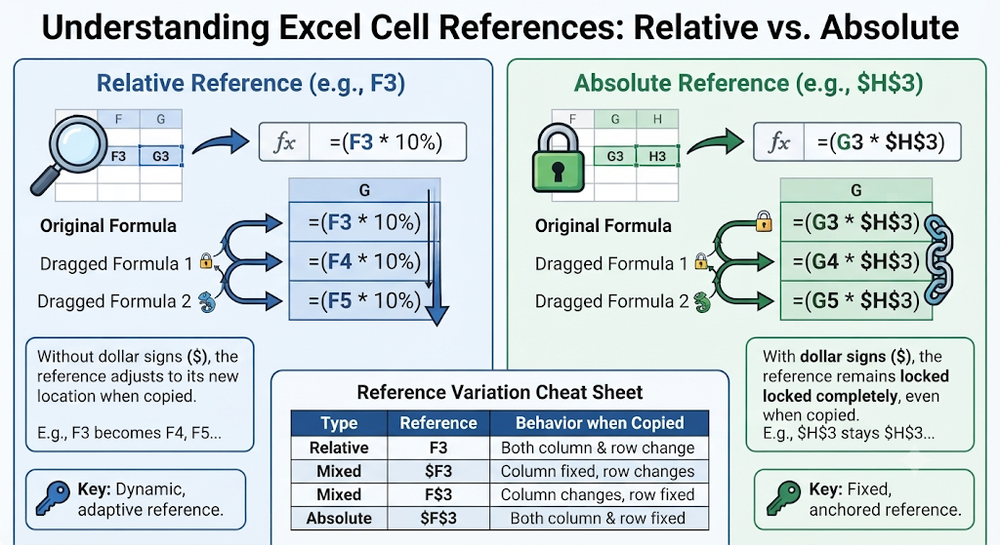 Understanding Excel Cell References: Relative vs. Absolute
Relative Reference (e.g., F3)
F G
F3 G3
fx =(F3 * 10%)
G
Original Formula
=(F3 * 10%)
Dragged Formula 1
=(F4 * 10%)
Dragged Formula 2
=(F5 * 10%)
Without dollar signs ($), the
reference adjusts to its new
location when copied.
E.g., F3 becomes F4, F5...
Key: Dynamic,
adaptive reference.
Absolute Reference (e., $H$3)
F G H
G3 H3
fx =(G3 * $H$3)
G
Original Formula
=(G3 * $H$3)
Dragged Formula 1
=(G4 * $H$3)
Dragged Formula 2
=(G5 * $H$3)
With dollar signs ($), the
reference remains locked
locked completely, even
when copied.
E.g., $H$3 stays $H$3...
Key: Fixed,
anchored reference.
Reference Variation Cheat Sheet
Type Reference Behavior when Copied
Relative F3 Both column & row change
Mixed $F3 Column fixed, row changes
Mixed F$3 Column changes, row fixed
Absolute $F$3 Both column & row fixed